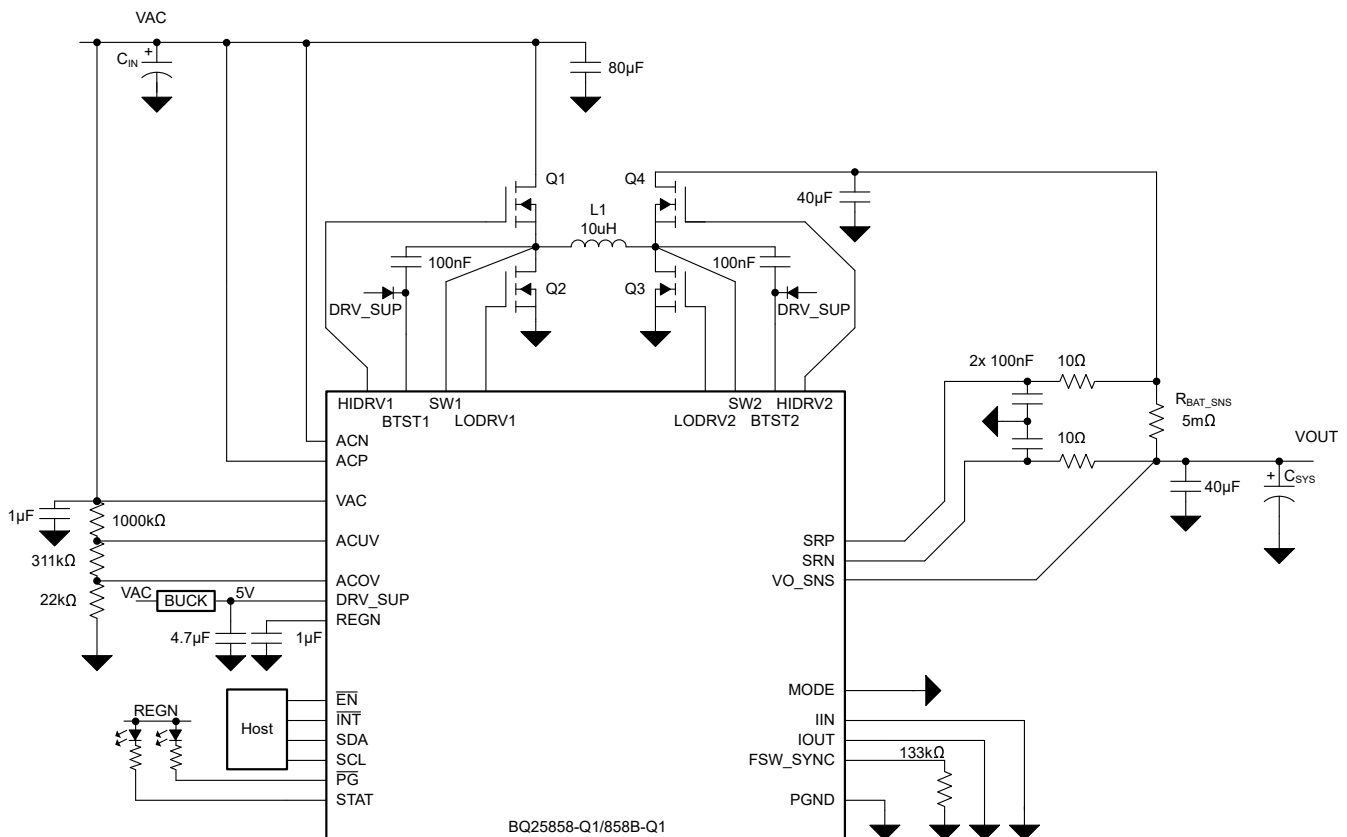 VAC
C_IN
+
80µF
Q1
Q4
40µF
L1
10uH
100nF
100nF
Q2
Q3
DRV_SUP
DRV_SUP
2x 100nF
10Ω
HIDRV1
BTST1
SW1
LODRV1
LODRV2
SW2
BTST2
HIDRV2
R_BAT_SNS
5mΩ
10Ω
VOUT
ACN
ACP
+
C_SYS
40µF
VAC
1µF
1000kΩ
ACUV
SRP
311kΩ
SRN
ACOV
VO_SNS
VAC
BUCK
5V
DRV_SUP
22kΩ
REGN
4.7µF
1µF
MODE
REGN
Host
EN
INT
SDA
SCL
PG
STAT
IIN
IOUT
FSW_SYNC
133kΩ
PGND
BQ25858-Q1/858B-Q1